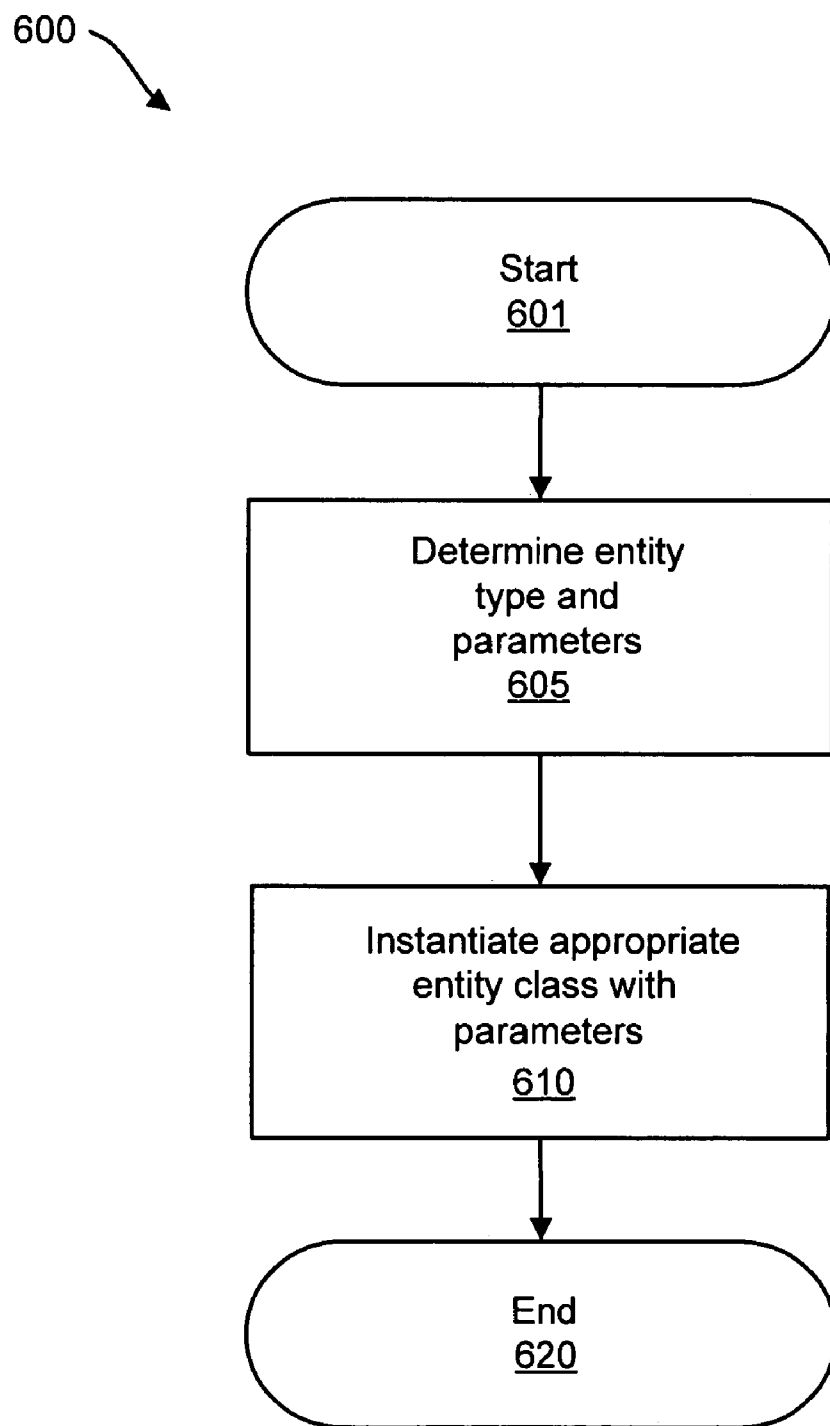 600
Start
601
Determine entity
type and
parameters
605
Instantiate appropriate
entity class with
parameters
610
End
620